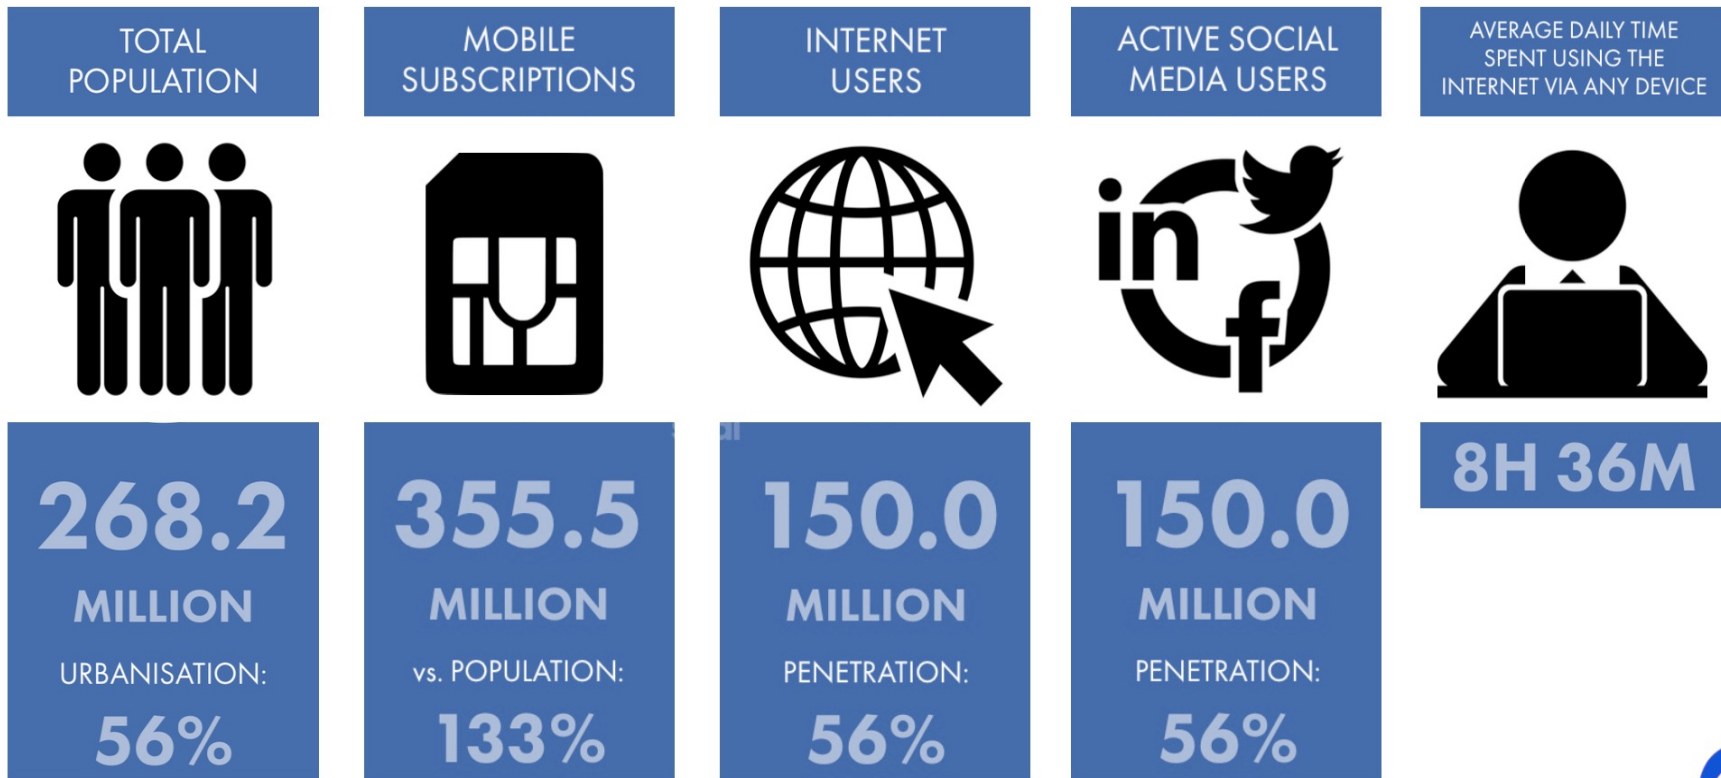 TOTAL
POPULATION
MOBILE
SUBSCRIPTIONS
INTERNET
USERS
ACTIVE SOCIAL
MEDIA USERS
AVERAGE DAILY TIME
SPENT USING THE
INTERNET VIA ANY DEVICE
in
f
268.2
MILLION
URBANISATION:
56%
355.5
MILLION
vs. POPULATION:
133%
150.0
MILLION
PENETRATION:
56%
150.0
MILLION
PENETRATION:
56%
8H 36M